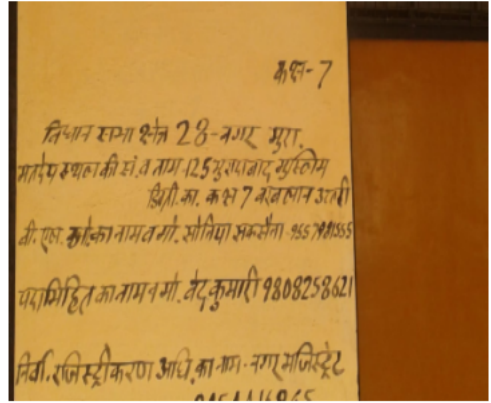 कक्ष-7
विधान सभा क्षेत्र 28-नगर मुरा.
मतदेय स्थल की सं. व नाम-125 मुरादाबाद मुस्लिम
डिग्री. का. कक्ष 7 उत्तरी
बी. एल. ओ. का नाम व मो. सोनिया सक्सैना-
पदाभिहित का नाम व मो. वेद कुमारी 9808258621
निर्वा. रजिस्ट्रीकरण अधि. का नाम-नगर मजिस्ट्रेट